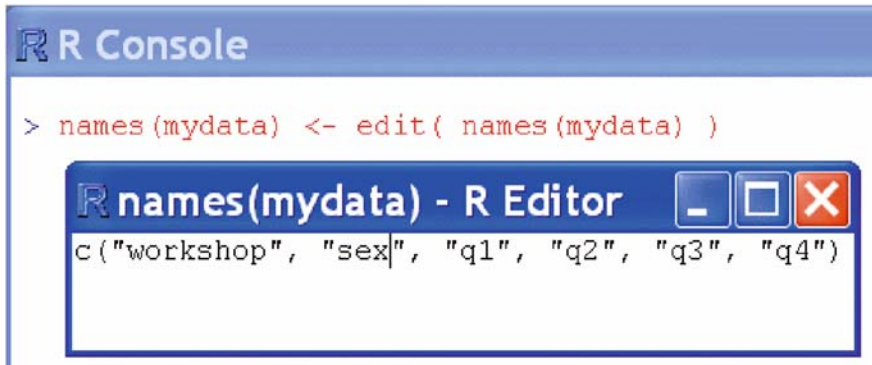 R R Console
> names(mydata) <- edit( names(mydata) )
R names(mydata) - R Editor
c("workshop", "sex", "q1", "q2", "q3", "q4")